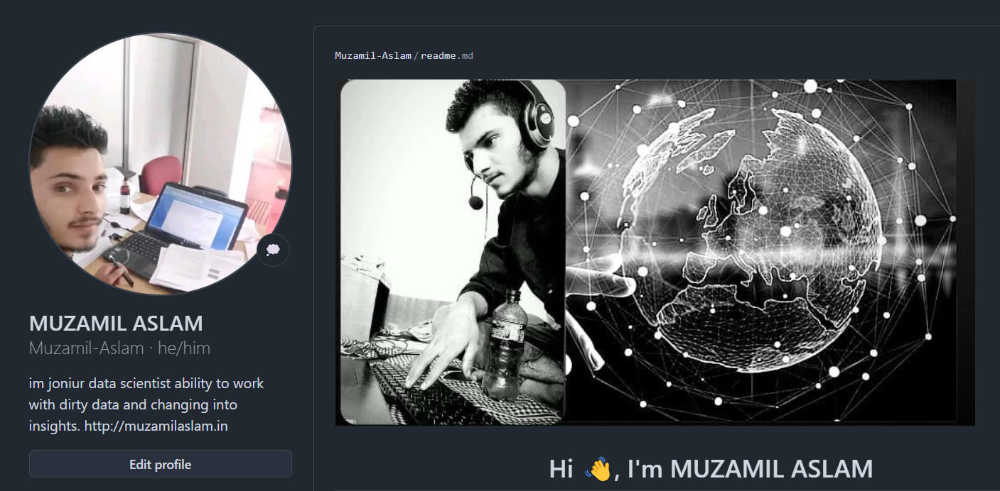 MUZAMIL ASLAM
Muzamil-Aslam · he/him
im joniur data scientist ability to work
with dirty data and changing into
insights. http://muzamilaslam.in
Edit profile
Muzamil-Aslam/readme.md
Hi 👋, I'm MUZAMIL ASLAM